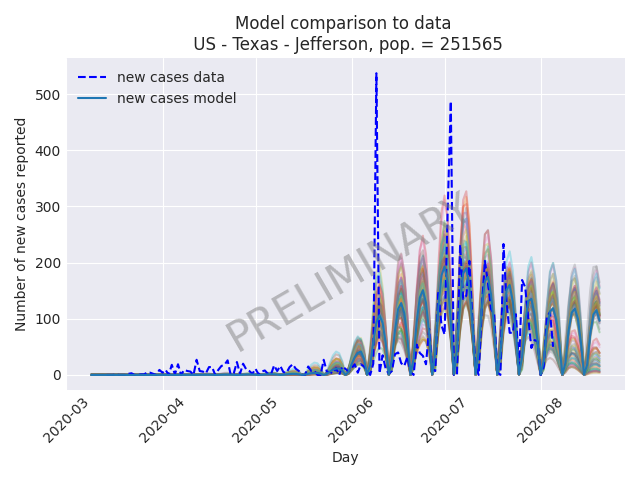 Model comparison to data
US - Texas - Jefferson, pop. = 251565
new cases data
new cases model
Number of new cases reported
500
400
300
200
100
0
PRELIMINARY
2020-03
2020-04
2020-05
2020-06
2020-07
2020-08
Day